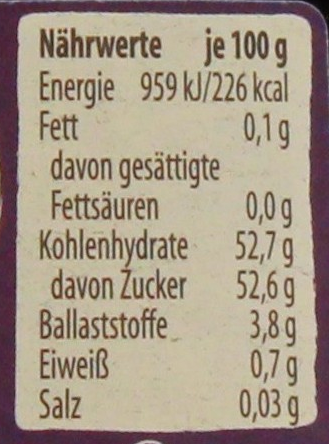 Nährwerte je 100 g
Energie 959 kJ/226 kcal
Fett 0,1 g
davon gesättigte
Fettsäuren 0,0 g
Kohlenhydrate 52,7 g
davon Zucker 52,6 g
Ballaststoffe 3,8 g
Eiweiß 0,7 g
Salz 0,03 g